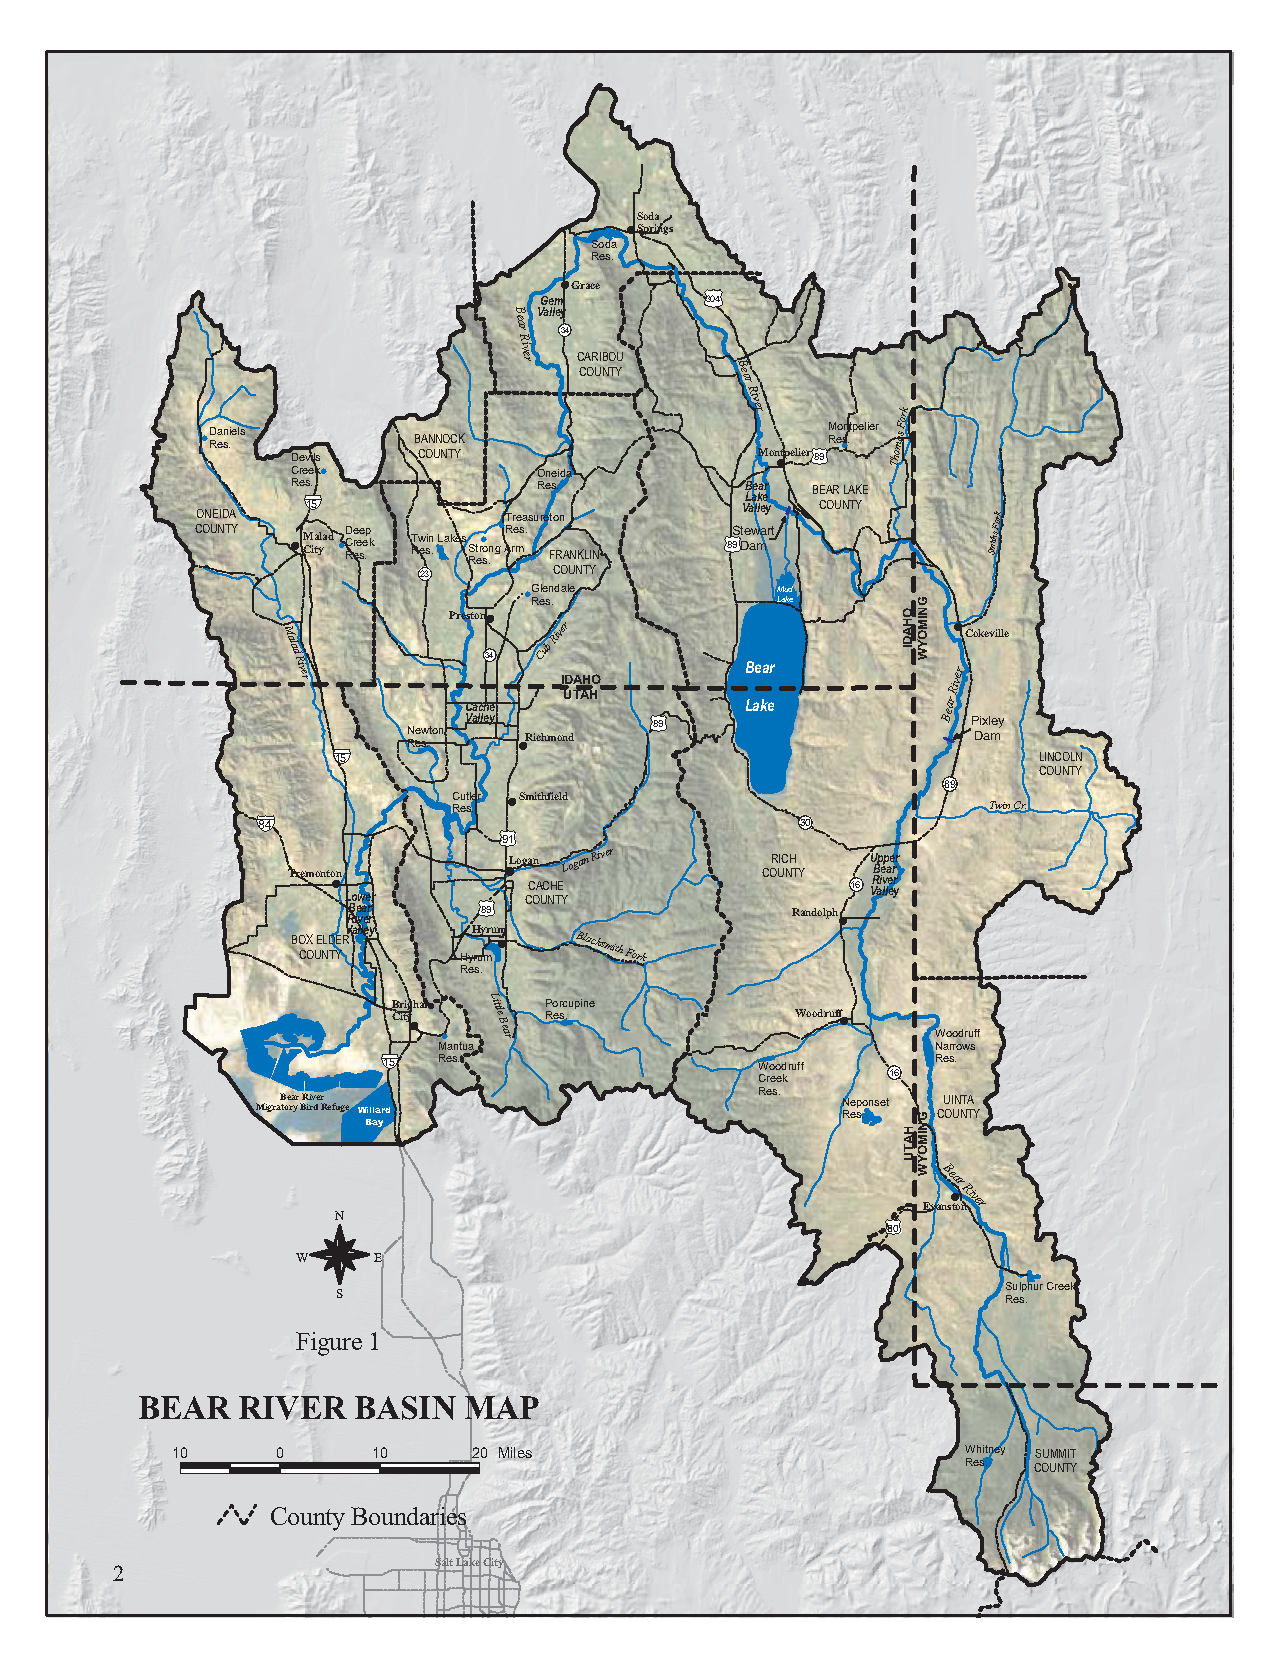 Soda
Springs
Soda
Res.
Grace
Gem
Valley
304
Bear River
34
CARIBOU
COUNTY
Bear River
Daniels
Res.
Devils
Creek
Res.
BANNOCK
COUNTY
Montpelier
Res.
Thomas Fork
Montpelier
89
Oneida
Res.
Bear
Lake
Valley
BEAR LAKE
COUNTY
15
ONEIDA
COUNTY
Malad
City
Deep
Creek
Res.
Twin Lakes
Res.
Treasureton
Res.
Strong Arm
Res.
FRANKLIN
COUNTY
Stewart
Dam
89
Smiths Fork
23
Glendale
Res.
Mud
Lake
Preston
Cub River
Malad River
34
IDAHO
WYOMING
Cokeville
Bear
Lake
IDAHO
UTAH
Cache
Valley
Bear River
Newton
Res.
Richmond
89
Pixley
Dam
15
LINCOLN
COUNTY
89
Cutler
Res.
Smithfield
Twin Cr.
84
30
91
Logan
Logan River
RICH
COUNTY
Upper
Bear
River
Valley
16
Tremonton
CACHE
COUNTY
Lower
Bear
River
Valley
89
Randolph
BOX ELDER
COUNTY
Hyrum
Blacksmith Fork
Hyrum
Res.
Little Bear
Brigham
City
Porcupine
Res.
Woodruff
Woodruff
Narrows
Res.
Mantua
Res.
15
Woodruff
Creek
Res.
16
Bear River
Migratory Bird Refuge
Willard
Bay
Neponset
Res.
UINTA
COUNTY
UTAH
WYOMING
Bear River
Evanston
80
N
W E
S
Sulphur Creek
Res.
Figure 1
BEAR RIVER BASIN MAP
10 0 10 20 Miles
Whitney
Res.
SUMMIT
COUNTY
County Boundaries
Salt Lake City
2